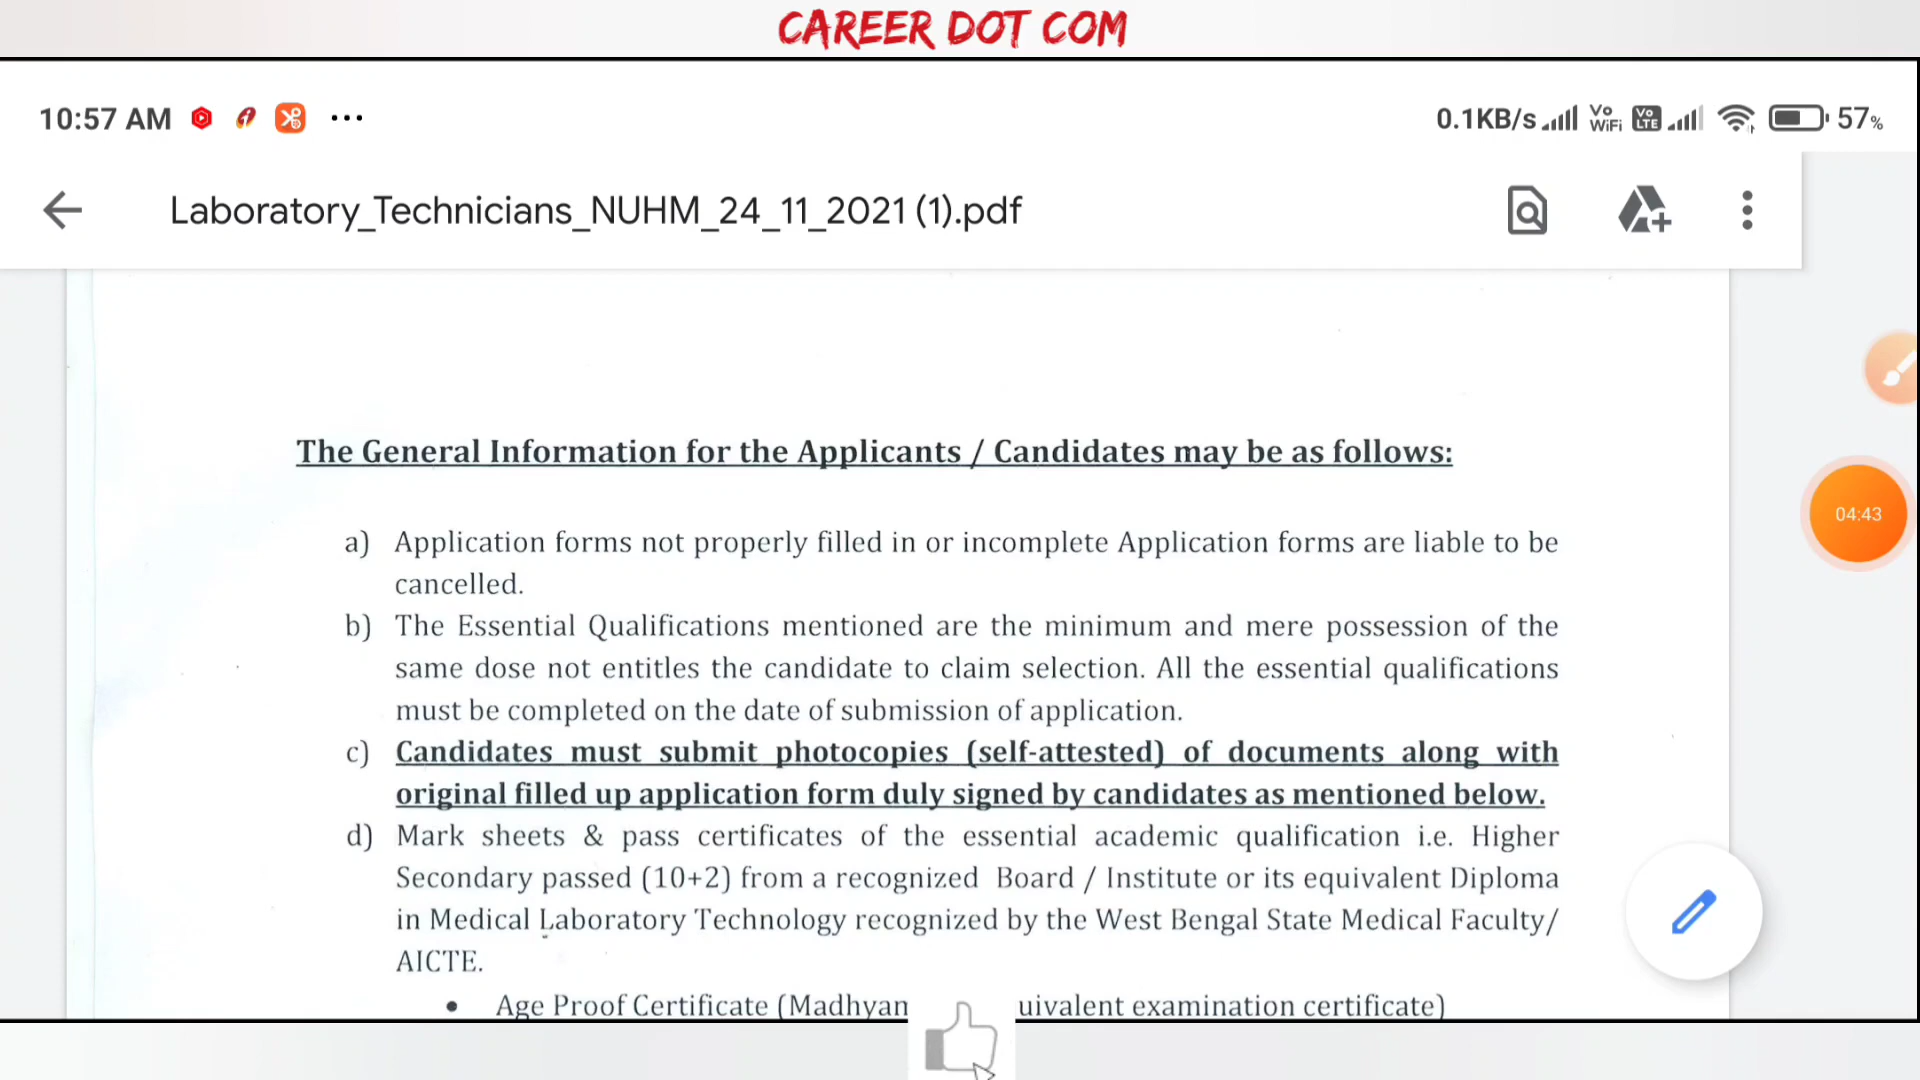 CAREER DOT COM
10:57 AM ... 0.1KB/s Vo WiFi Vo LTE 57%
Laboratory_Technicians_NUHM_24_11_2021 (1).pdf
The General Information for the Applicants / Candidates may be as follows:
a) Application forms not properly filled in or incomplete Application forms are liable to be
cancelled.
04:43
b) The Essential Qualifications mentioned are the minimum and mere possession of the
same dose not entitles the candidate to claim selection. All the essential qualifications
must be completed on the date of submission of application.
c) Candidates must submit photocopies (self-attested) of documents along with
original filled up application form duly signed by candidates as mentioned below.
d) Mark sheets & pass certificates of the essential academic qualification i.e. Higher
Secondary passed (10+2) from a recognized Board / Institute or its equivalent Diploma
in Medical Laboratory Technology recognized by the West Bengal State Medical Faculty/
AICTE.
• Age Proof Certificate (Madhyam uivalent examination certificate)